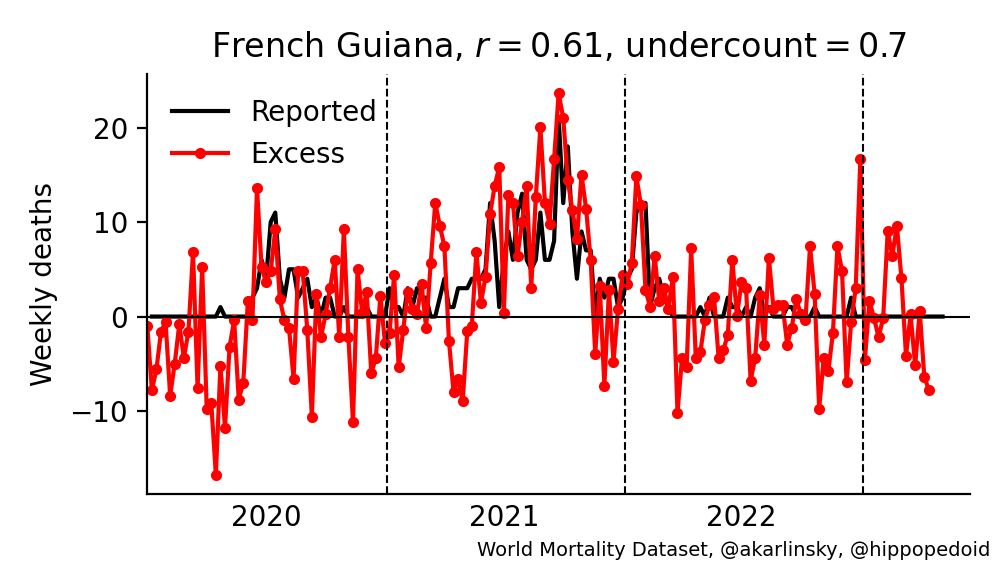 French Guiana, r = 0.61, undercount = 0.7
Reported
Excess
Weekly deaths
20
10
0
−10
2020
2021
2022
World Mortality Dataset, @akarlinsky, @hippopedoid